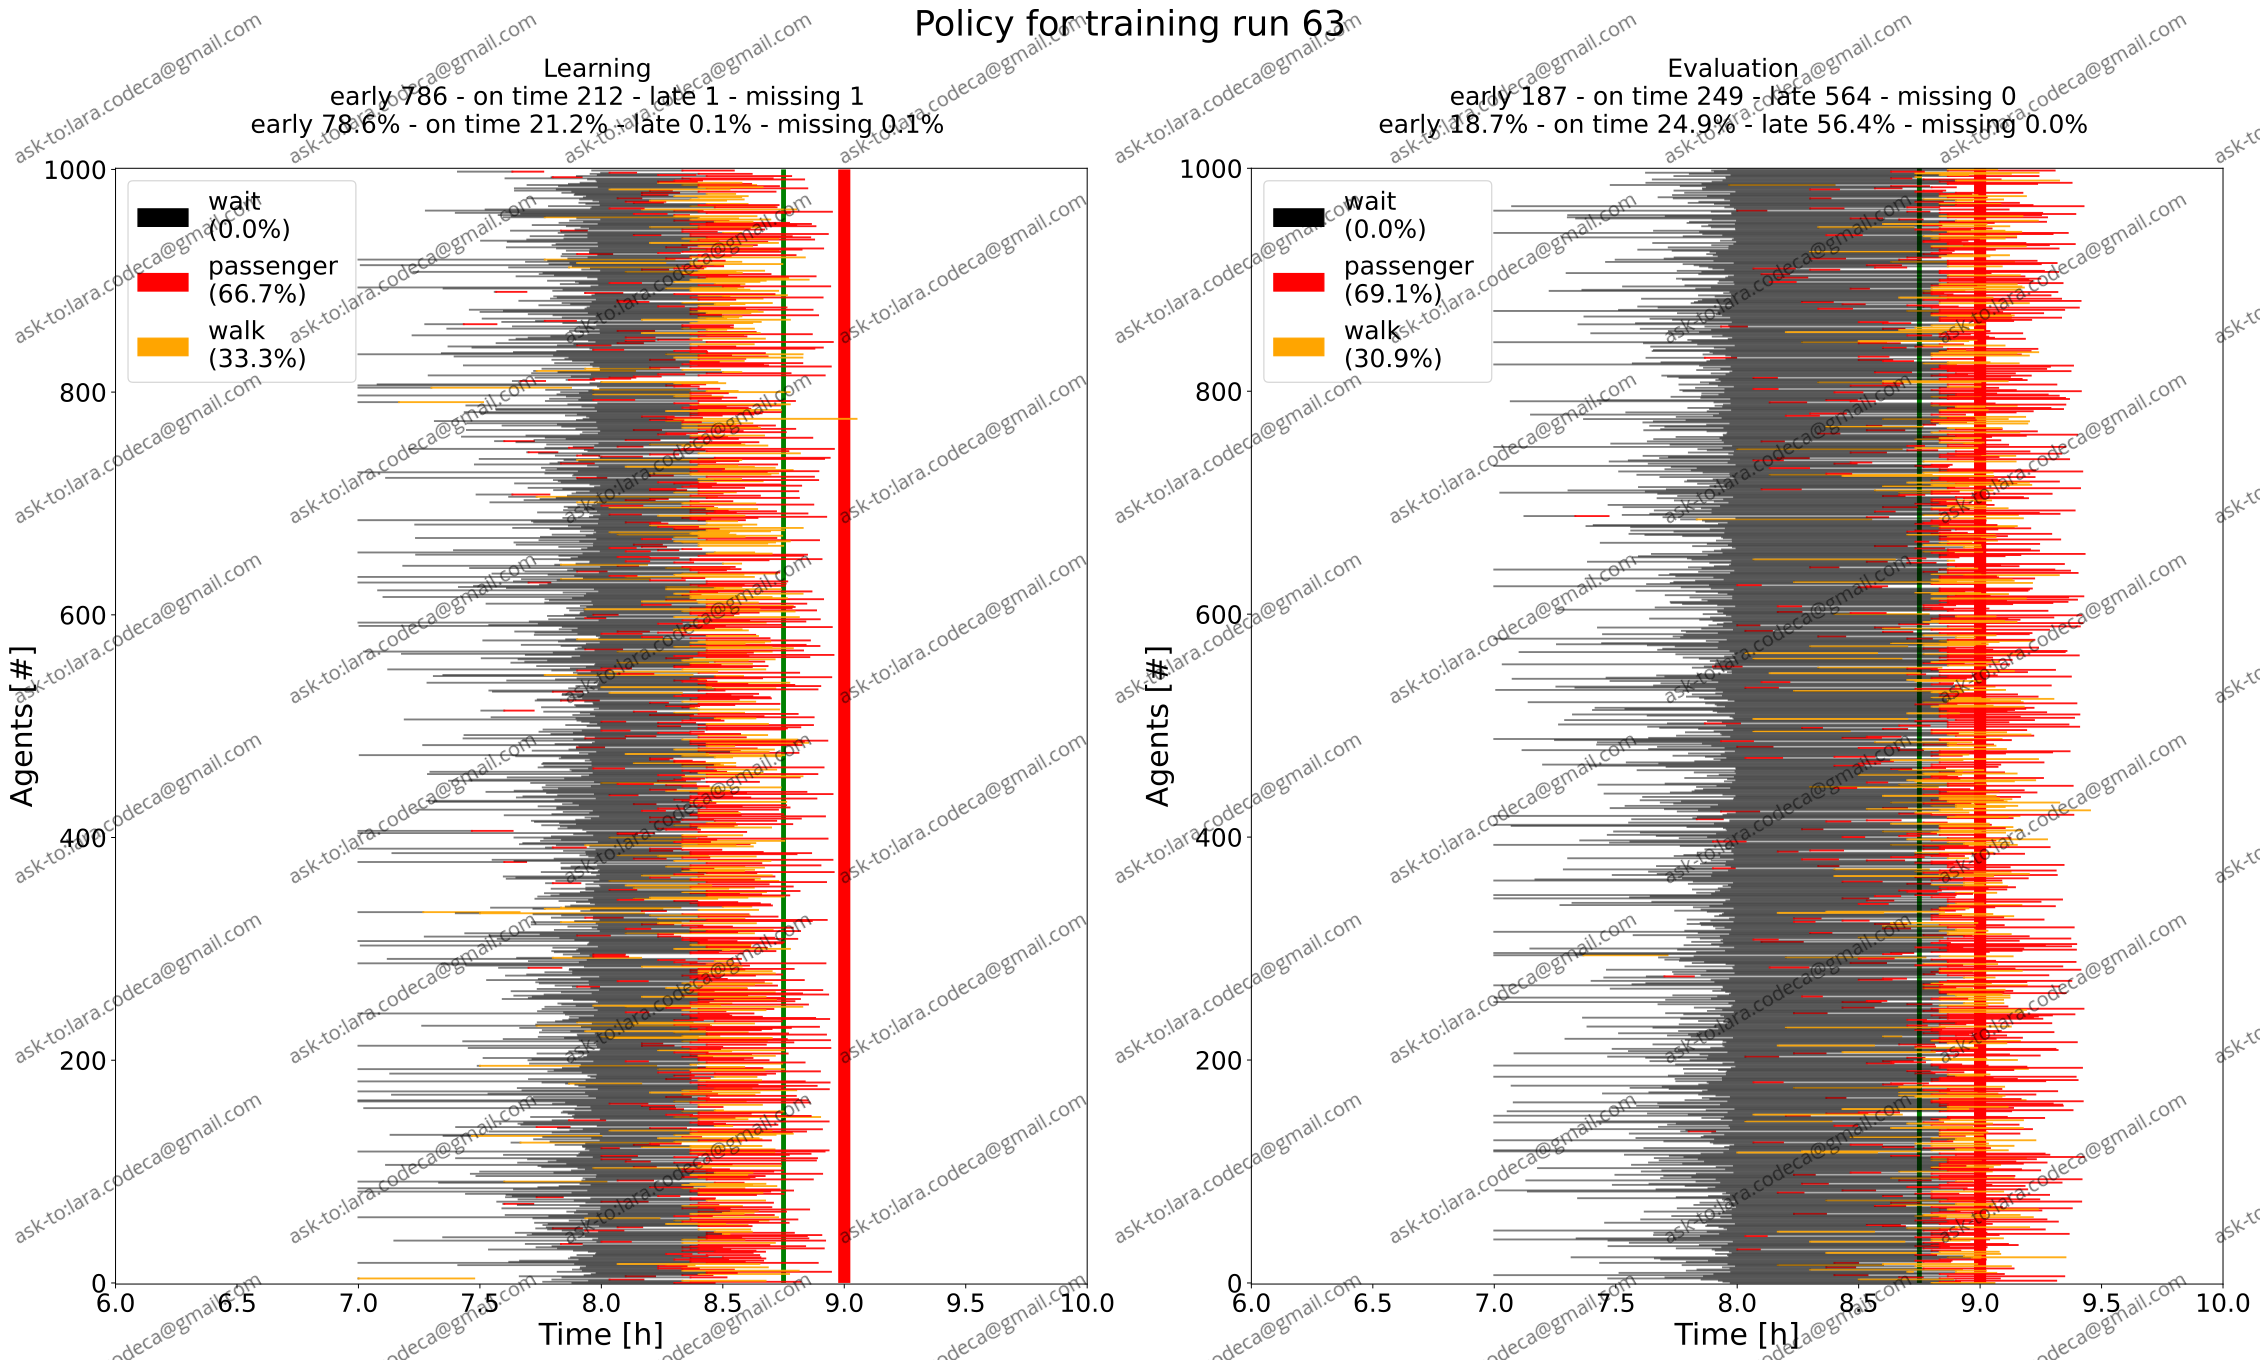 Policy for training run 63
Learning
early 786 - on time 212 - late 1 - missing 1
early 78.6% - on time 21.2% - late 0.1% - missing 0.1%
wait
(0.0%)
passenger
(66.7%)
walk
(33.3%)
1000
800
600
400
200
0
Agents [#]
6.0 6.5 7.0 7.5 8.0 8.5 9.0 9.5 10.0
Time [h]
Evaluation
early 187 - on time 249 - late 564 - missing 0
early 18.7% - on time 24.9% - late 56.4% - missing 0.0%
wait
(0.0%)
passenger
(69.1%)
walk
(30.9%)
1000
800
600
400
200
0
Agents [#]
6.0 6.5 7.0 7.5 8.0 8.5 9.0 9.5 10.0
Time [h]
ask-to:lara.codeca@gmail.com